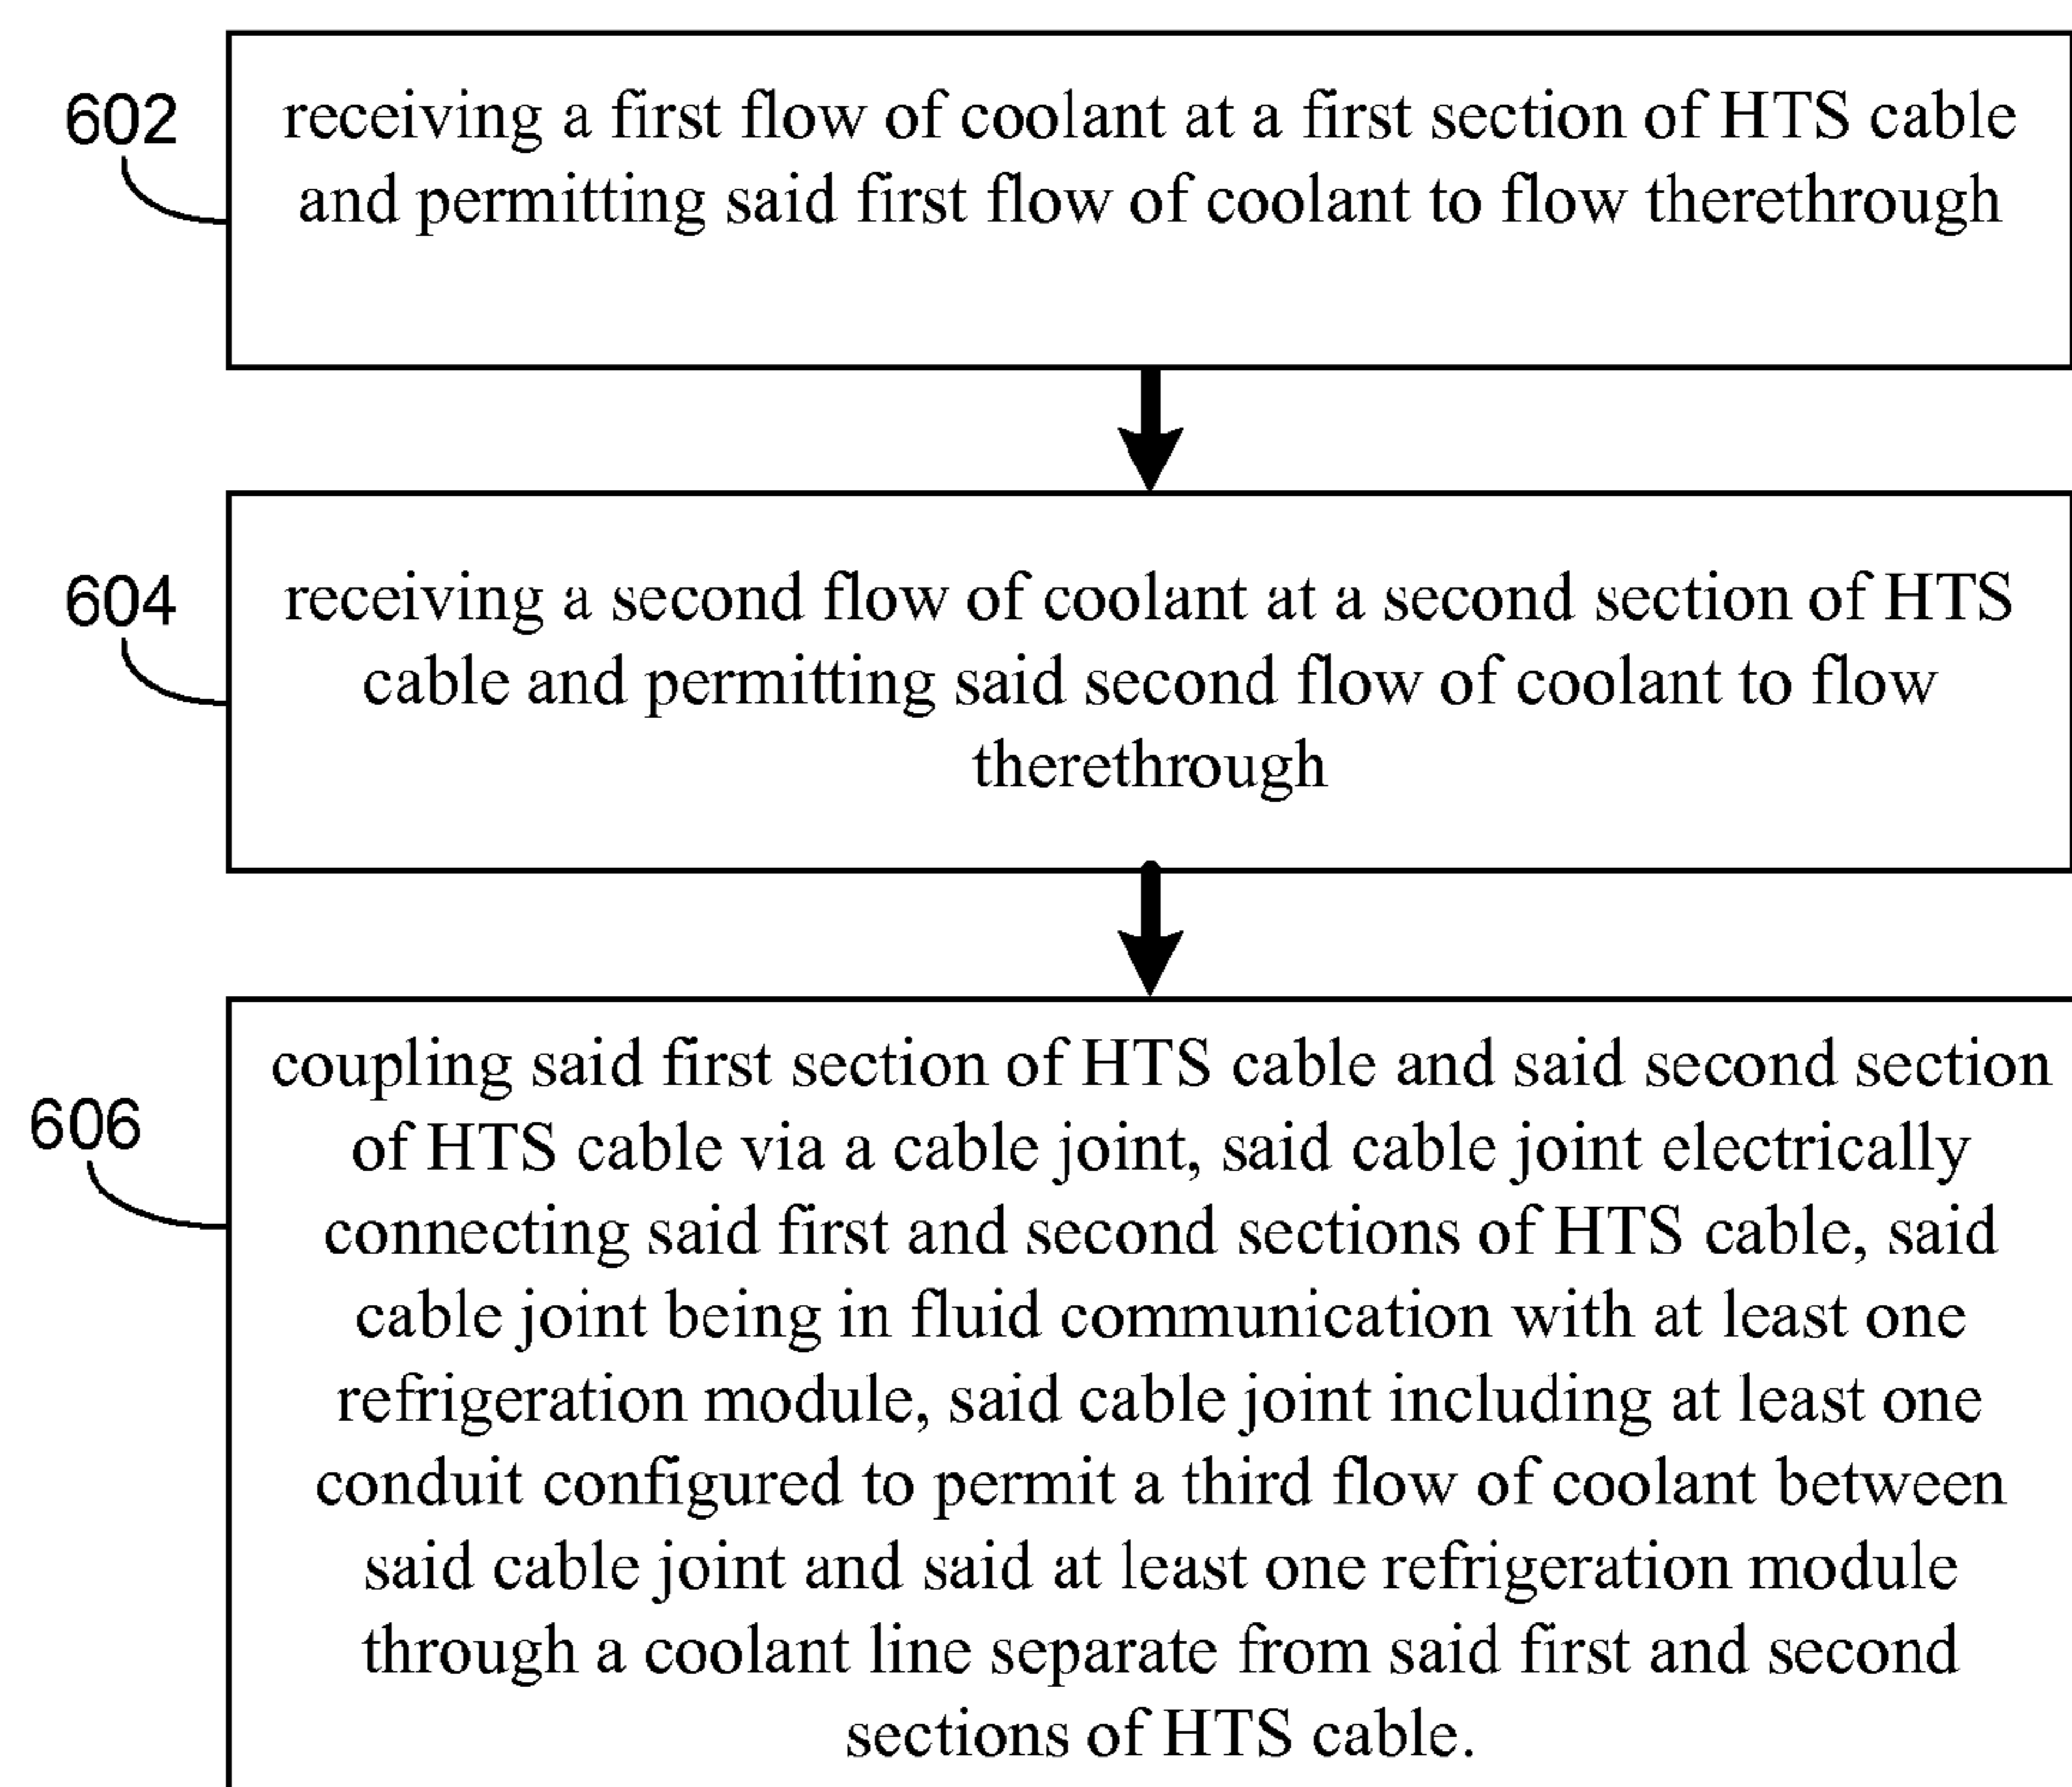 602
receiving a first flow of coolant at a first section of HTS cable
and permitting said first flow of coolant to flow therethrough
604
receiving a second flow of coolant at a second section of HTS
cable and permitting said second flow of coolant to flow
therethrough
606
coupling said first section of HTS cable and said second section
of HTS cable via a cable joint, said cable joint electrically
connecting said first and second sections of HTS cable, said
cable joint being in fluid communication with at least one
refrigeration module, said cable joint including at least one
conduit configured to permit a third flow of coolant between
said cable joint and said at least one refrigeration module
through a coolant line separate from said first and second
sections of HTS cable.